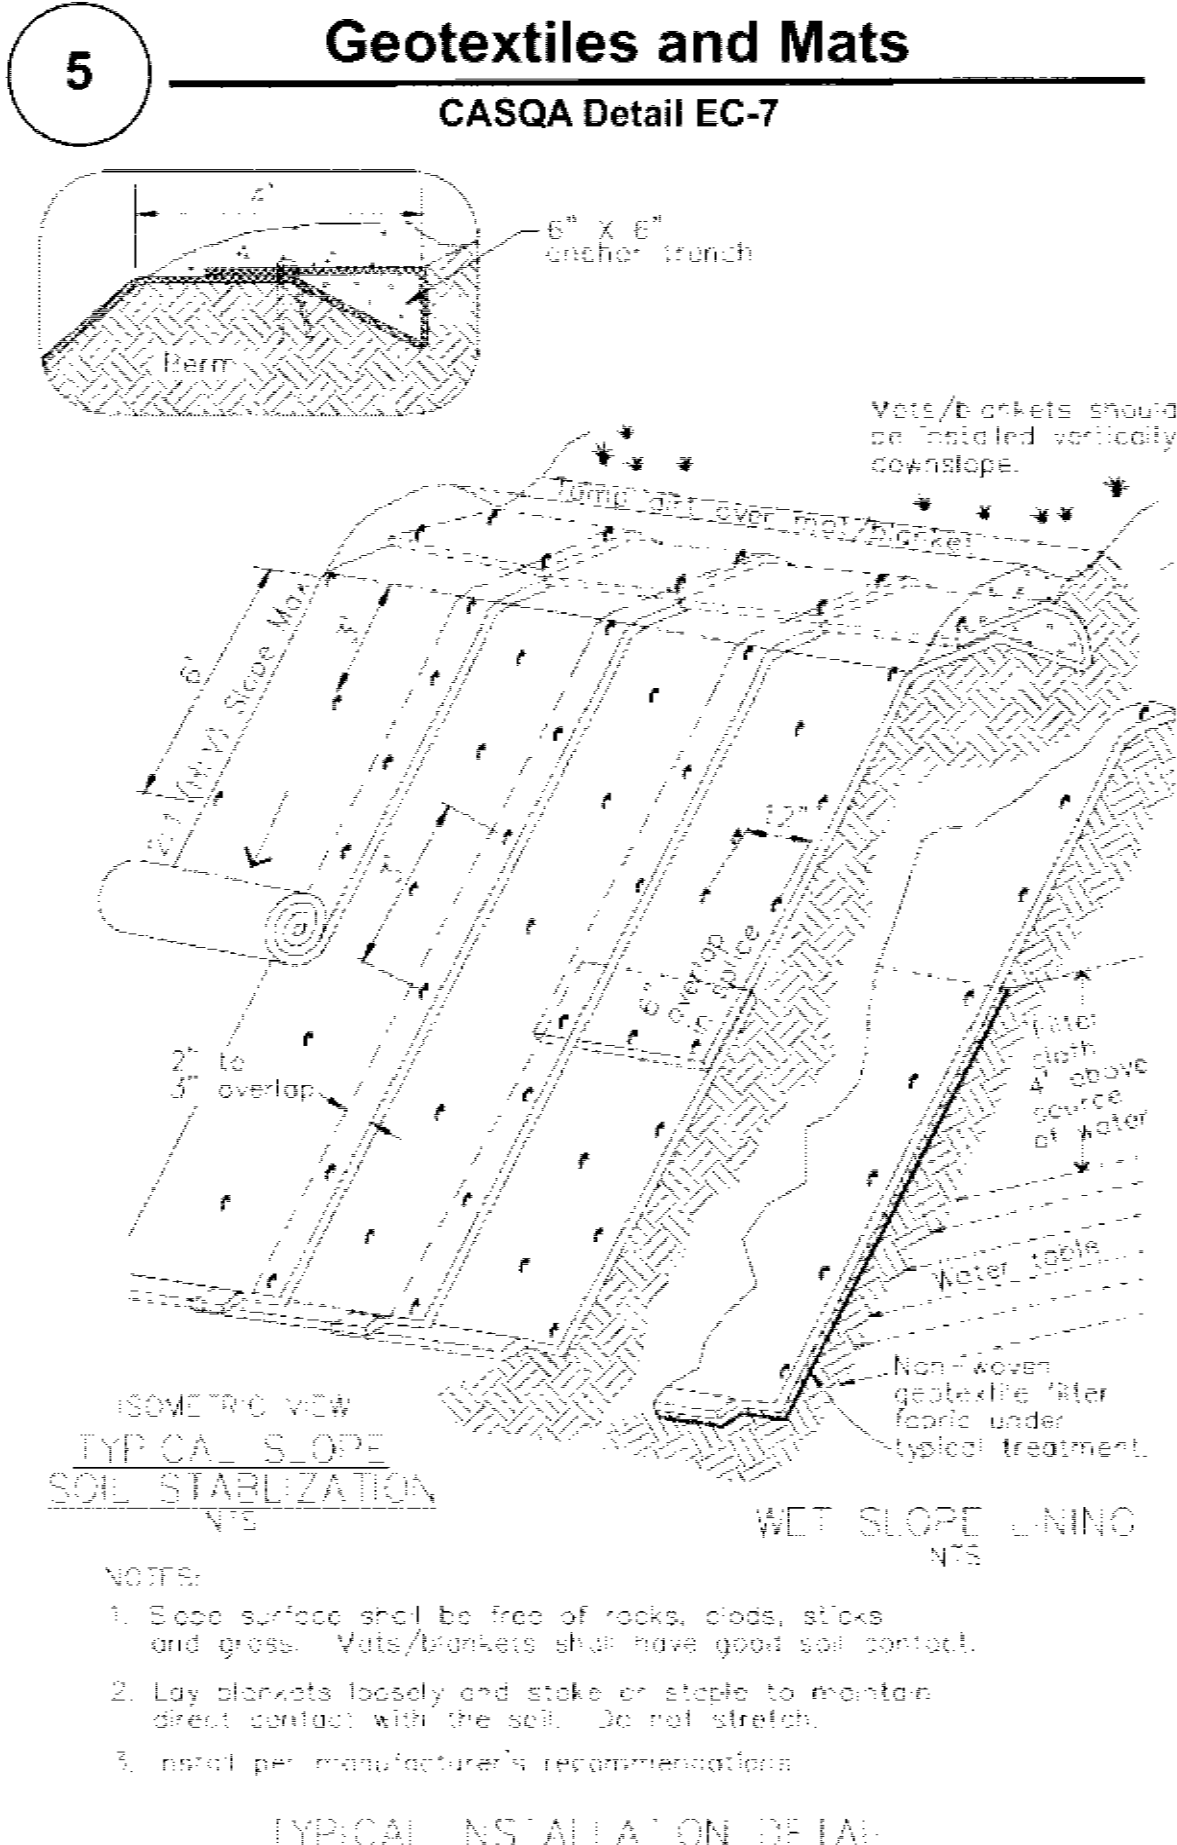 5
Geotextiles and Mats
CASQA Detail EC-7
2'
6" X 6"
anchor trench
Berm
Mats/blankets should
be installed vertically
downslope.
Tamp dirt over mat/blanket
6'
Slope Max
(H:V)
12"
6" overlap
2" to
3" overlap
Filter
cloth
4' above
source
of water
Water table
Non-woven
geotextile filter
fabric under
typical treatment.
ISOMETRIC VIEW
TYPICAL SLOPE
SOIL STABLIZATION
NTS
WET SLOPE LINING
NTS
NOTES:
1. Slope surface shall be free of rocks, clods, sticks
and grass. Mats/blankets shall have good soil contact.
2. Lay blankets loosely and stake or staple to maintain
direct contact with the soil. Do not stretch.
3. Install per manufacturer's recommendations
TYPICAL INSTALLATION DETAIL